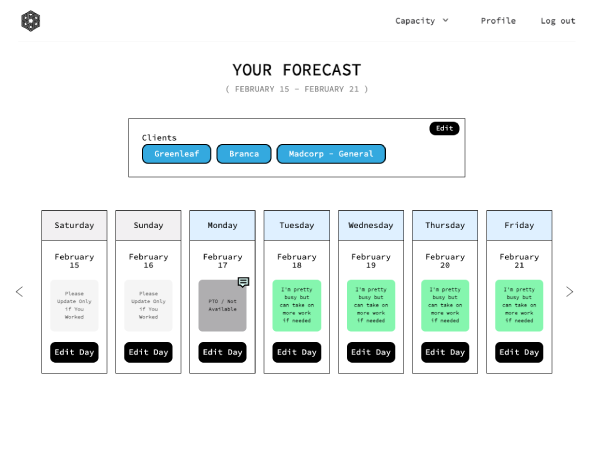 Capacity Profile Log out
YOUR FORECAST
( FEBRUARY 15 - FEBRUARY 21 )
Edit
Clients
Greenleaf Branca Madcorp - General
Saturday
February
15
Please
Update Only
if You
Worked
Edit Day
Sunday
February
16
Please
Update Only
if You
Worked
Edit Day
Monday
February
17
PTO / Not
Available
Edit Day
Tuesday
February
18
I'm pretty
busy but
can take on
more work
if needed
Edit Day
Wednesday
February
19
I'm pretty
busy but
can take on
more work
if needed
Edit Day
Thursday
February
20
I'm pretty
busy but
can take on
more work
if needed
Edit Day
Friday
February
21
I'm pretty
busy but
can take on
more work
if needed
Edit Day